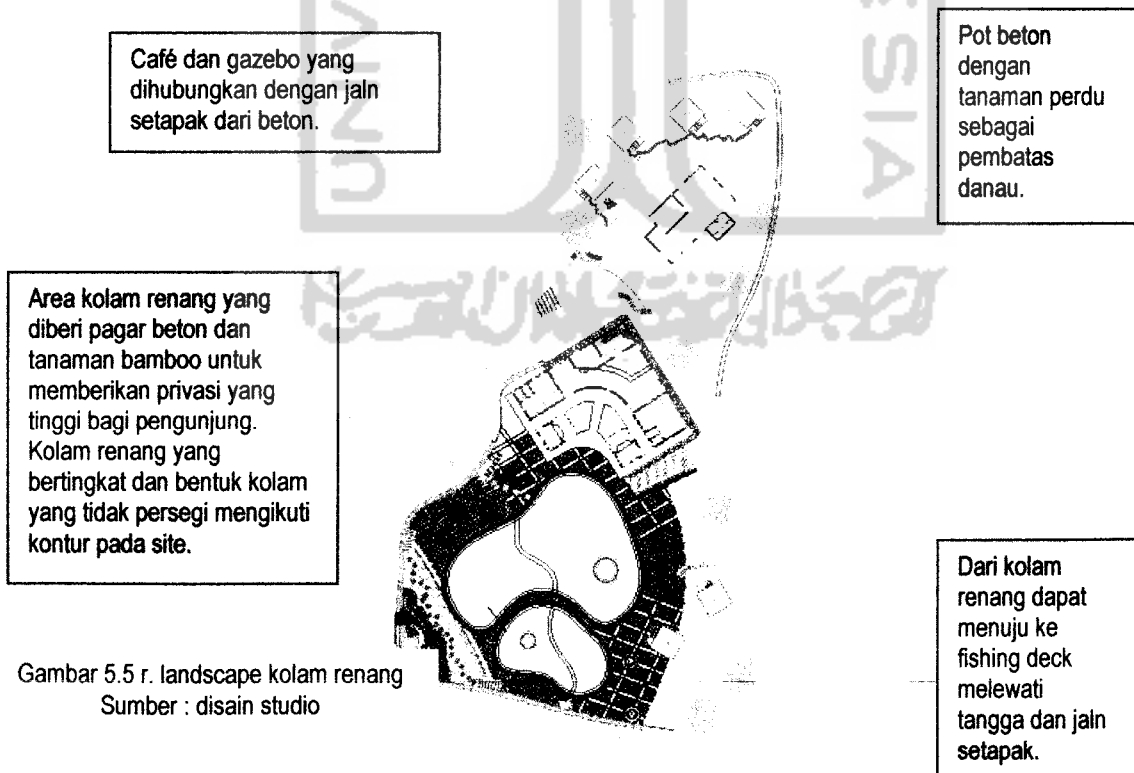 Café dan gazebo yang
dihubungkan dengan jaln
setapak dari beton.
Pot beton
dengan
tanaman perdu
sebagai
pembatas
danau.
Area kolam renang yang
diberi pagar beton dan
tanaman bamboo untuk
memberikan privasi yang
tinggi bagi pengunjung.
Kolam renang yang
bertingkat dan bentuk kolam
yang tidak persegi mengikuti
kontur pada site.
Dari kolam
renang dapat
menuju ke
fishing deck
melewati
tangga dan jaln
setapak.
Gambar 5.5 r. landscape kolam renang
Sumber : disain studio